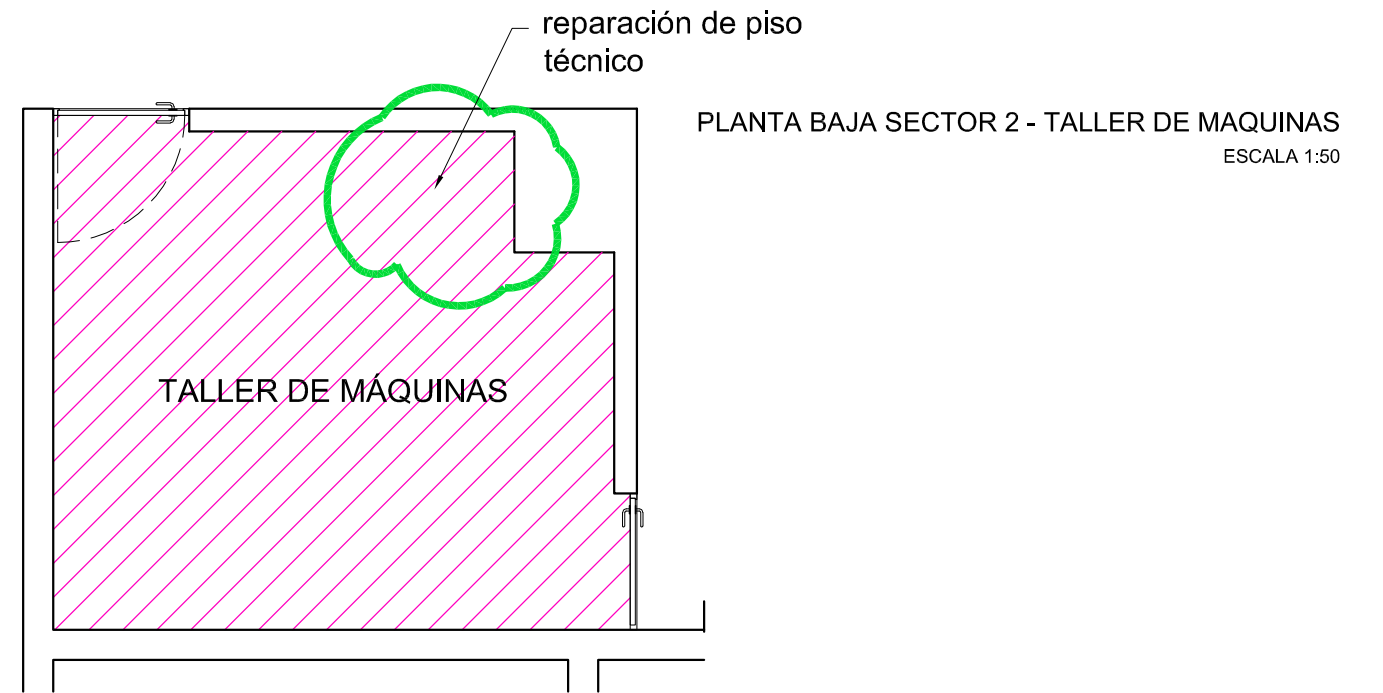 reparación de piso
técnico
PLANTA BAJA SECTOR 2 - TALLER DE MAQUINAS
ESCALA 1:50
TALLER DE MÁQUINAS